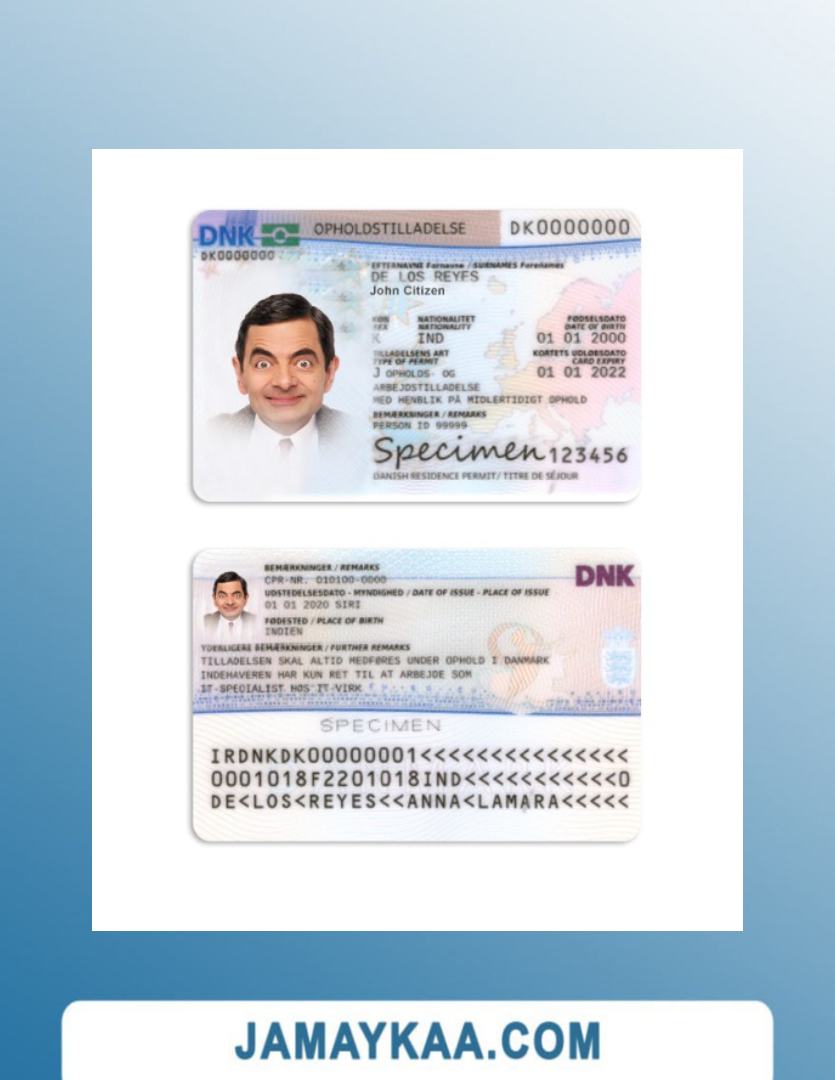 DNK OPHOLDSTILLADELSE DK0000000
DK0000000
EFTERNAVNE Fornavne / SURNAMES Forenames
DE LOS REYES
John Citizen
KØN NATIONALITET FØDSELSDATO
SEX NATIONALITY DATE OF BIRTH
K IND 01 01 2000
TILLADELSENS ART KORTETS UDLØBSDATO
TYPE OF PERMIT CARD EXPIRY
J OPHOLDS- OG 01 01 2022
ARBEJDSTILLADELSE
MED HENBLIK PÅ MIDLERTIDIGT OPHOLD
BEMÆRKNINGER / REMARKS
PERSON ID 99999
Specimen 123456
DANISH RESIDENCE PERMIT/ TITRE DE SÉJOUR
BEMÆRKNINGER / REMARKS
DNK
CPR-NR. 010100-0000
UDSTEDELSESDATO - MYNDIGHED / DATE OF ISSUE - PLACE OF ISSUE
01 01 2020 SIRI
FØDESTED / PLACE OF BIRTH
INDIEN
YDERLIGERE BEMÆRKNINGER / FURTHER REMARKS
TILLADELSEN SKAL ALTID MEDFØRES UNDER OPHOLD I DANMARK
INDEHAVEREN HAR KUN RET TIL AT ARBEJDE SOM
IT-SPECIALIST HOS IT-VIRK
SPECIMEN
IRDNKDK00000001<<<<<<<<<<<<<<<
0001018F2201018IND<<<<<<<<<<<0
DE<LOS<REYES<<ANNA<LAMARA<<<<<
JAMAYKAA.COM